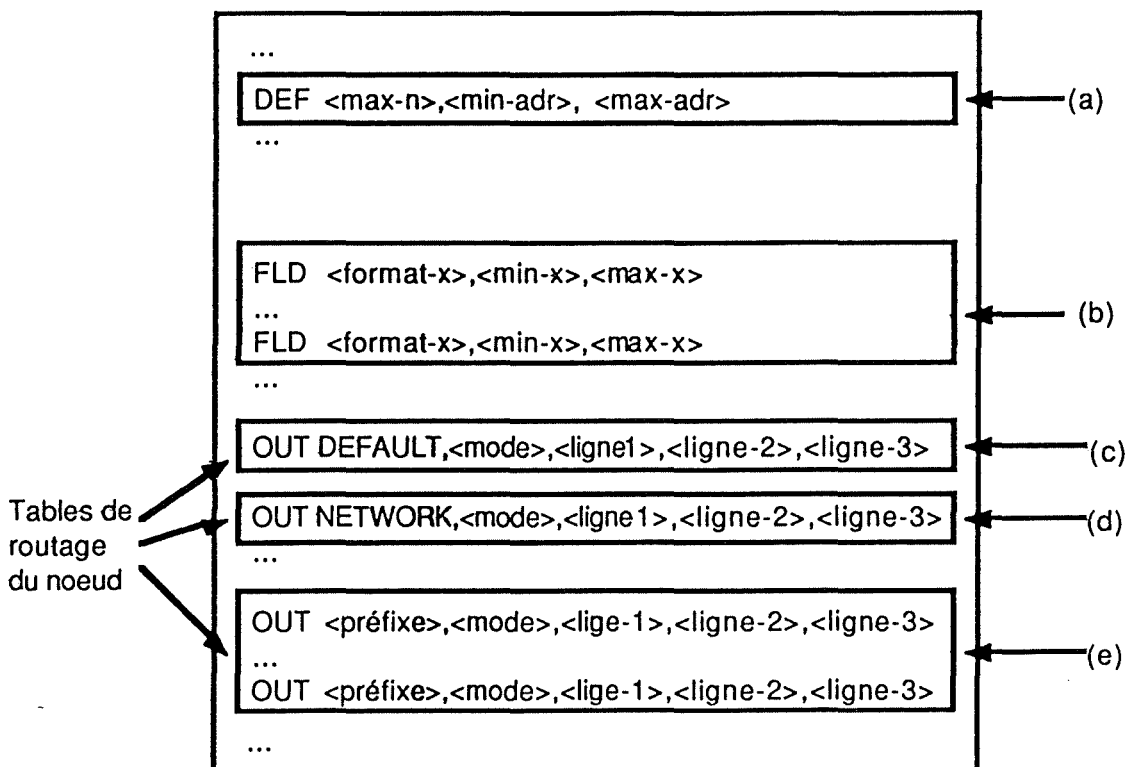 ...
DEF <max-n>,<min-adr>, <max-adr>
(a)
...
FLD <format-x>,<min-x>,<max-x>
...
FLD <format-x>,<min-x>,<max-x>
(b)
...
OUT DEFAULT,<mode>,<ligne1>,<ligne-2>,<ligne-3>
(c)
Tables de
routage
du noeud
OUT NETWORK,<mode>,<ligne1>,<ligne-2>,<ligne-3>
(d)
...
OUT <préfixe>,<mode>,<lige-1>,<ligne-2>,<ligne-3>
...
OUT <préfixe>,<mode>,<lige-1>,<ligne-2>,<ligne-3>
(e)
...